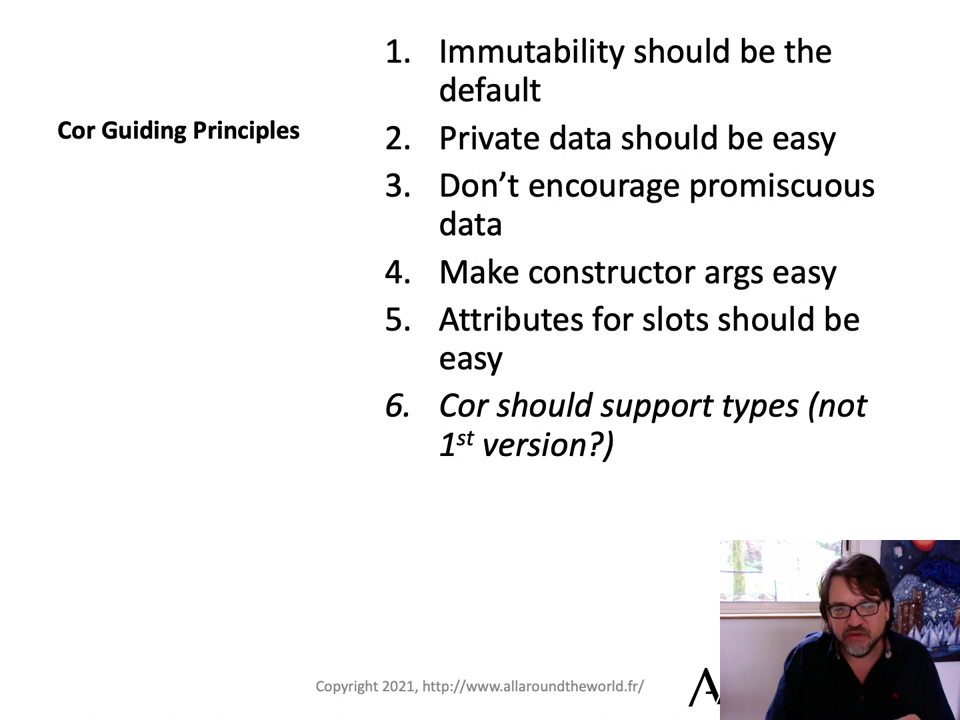 Cor Guiding Principles
1. Immutability should be the
default
2. Private data should be easy
3. Don’t encourage promiscuous
data
4. Make constructor args easy
5. Attributes for slots should be
easy
6. Cor should support types (not
1st version?)
Copyright 2021, http://www.allaroundtheworld.fr/